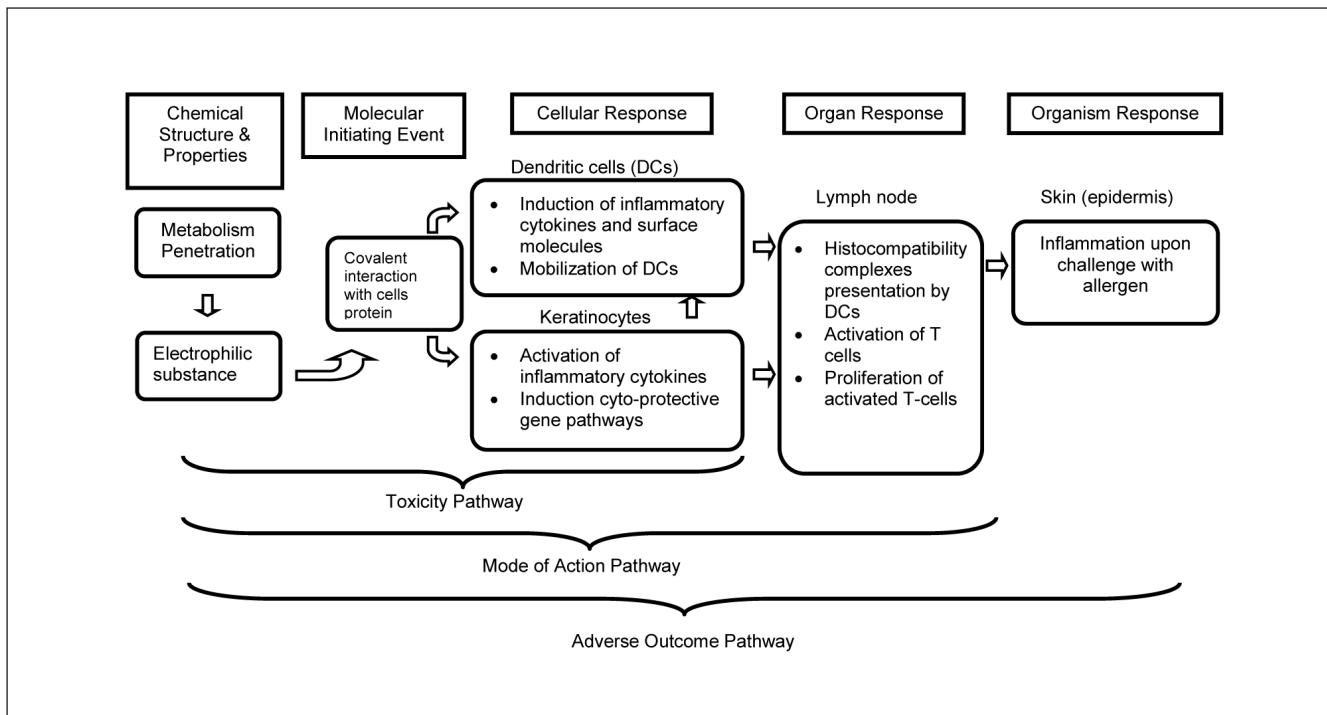 Chemical
Structure &
Properties
Molecular
Initiating Event
Cellular Response
Organ Response
Organism Response
Metabolism
Penetration
Electrophilic
substance
Covalent
interaction
with cells
protein
Dendritic cells (DCs)
• Induction of inflammatory
cytokines and surface
molecules
• Mobilization of DCs
Keratinocytes
• Activation of
inflammatory cytokines
• Induction cyto-protective
gene pathways
Lymph node
• Histocompatibility
complexes
presentation by
DCs
• Activation of T
cells
• Proliferation of
activated T-cells
Skin (epidermis)
Inflammation upon
challenge with
allergen
Toxicity Pathway
Mode of Action Pathway
Adverse Outcome Pathway